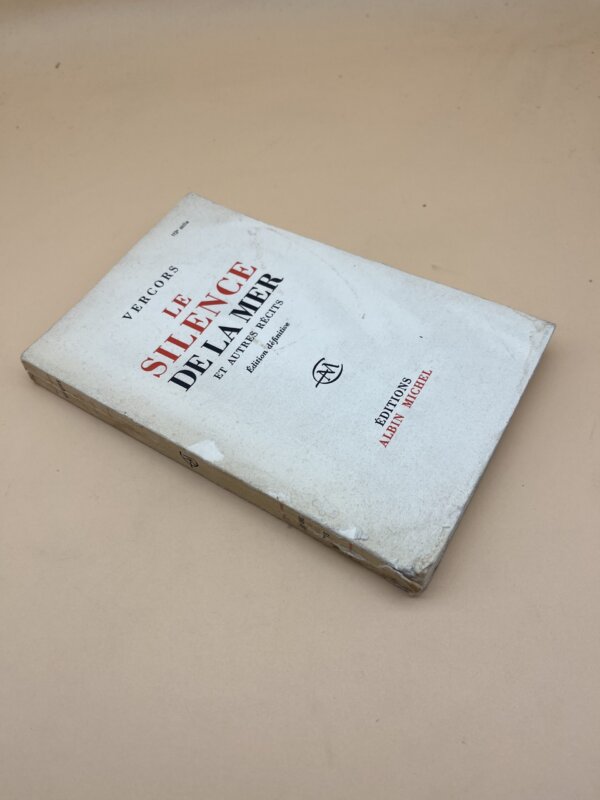 VERCORS
LE
SILENCE
DE LA MER
ET AUTRES RÉCITS
Édition définitive
ÉDITIONS
ALBIN MICHEL